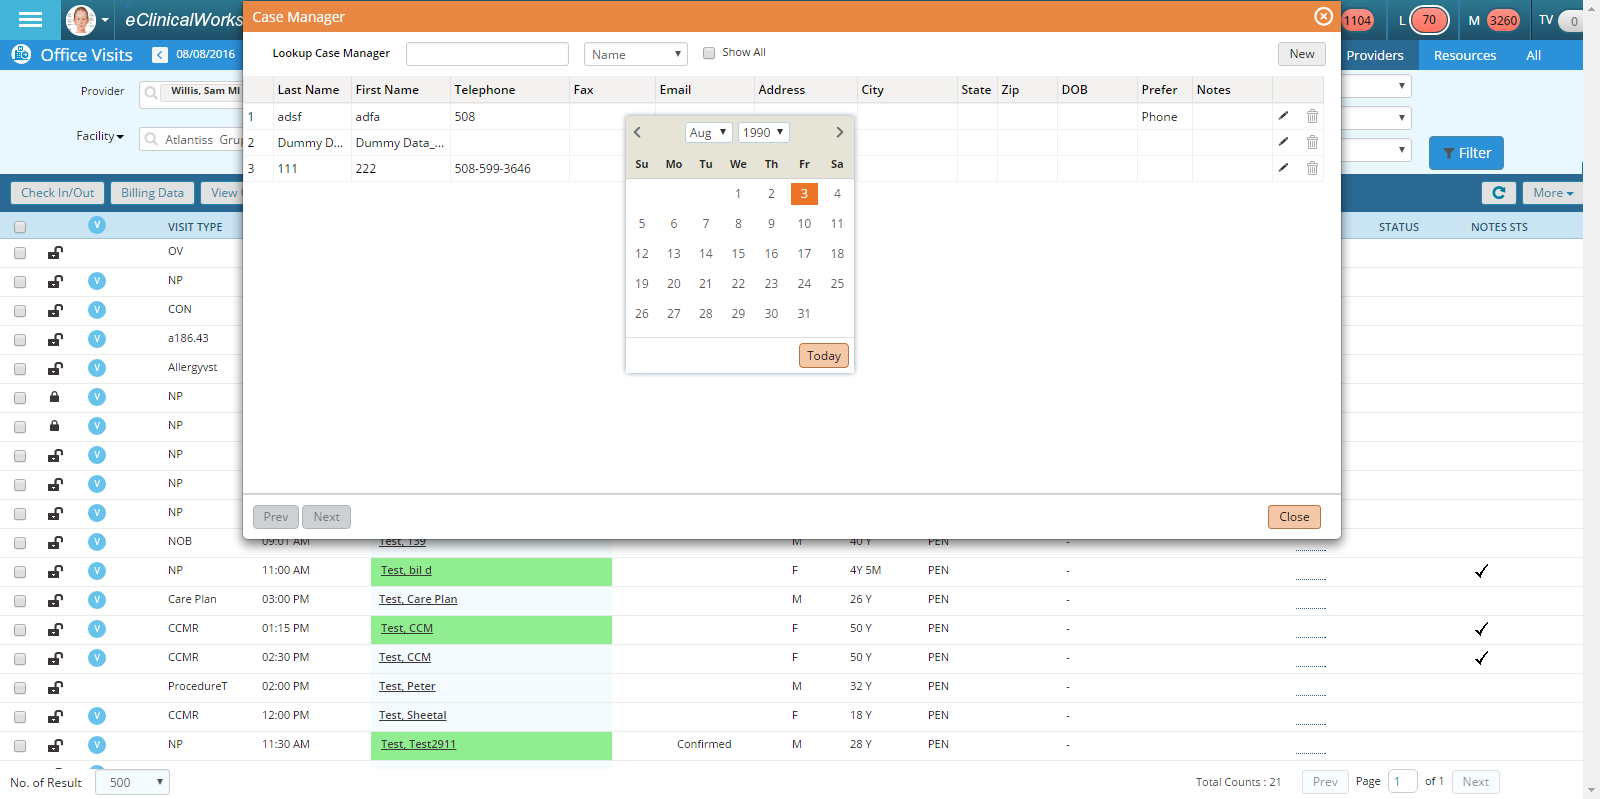 eClinicalWorks
Case Manager
1104
L 70
M 3260
TV 0
Office Visits
08/08/2016
Providers
Resources
All
Lookup Case Manager
Name
Show All
New
Provider
Willis, Sam MI
Facility
Atlantiss Grou
Filter
Last Name First Name Telephone Fax Email Address City State Zip DOB Prefer Notes
1 adsf adfa 508 Phone
2 Dummy D... Dummy Data_...
3 111 222 508-599-3646
Aug 1990
Su Mo Tu We Th Fr Sa
1 2 3 4
5 6 7 8 9 10 11
12 13 14 15 16 17 18
19 20 21 22 23 24 25
26 27 28 29 30 31
Today
Prev Next
Close
Check In/Out Billing Data View
More
V VISIT TYPE STATUS NOTES STS
OV
V NP
V CON
V a186.43
V Allergyvst
V NP
V NP
V NP
V NP
V NP
V NOB 09:01 AM Test, 139 M 40 Y PEN -
V NP 11:00 AM Test, bil d F 4Y 5M PEN -
V Care Plan 03:00 PM Test, Care Plan M 26 Y PEN -
V CCMR 01:15 PM Test, CCM F 50 Y PEN -
V CCMR 02:30 PM Test, CCM F 50 Y PEN -
ProcedureT 02:00 PM Test, Peter M 32 Y PEN -
V CCMR 12:00 PM Test, Sheetal F 18 Y PEN -
V NP 11:30 AM Test, Test2911 Confirmed M 28 Y PEN -
No. of Result 500
Total Counts : 21 Prev Page 1 of 1 Next